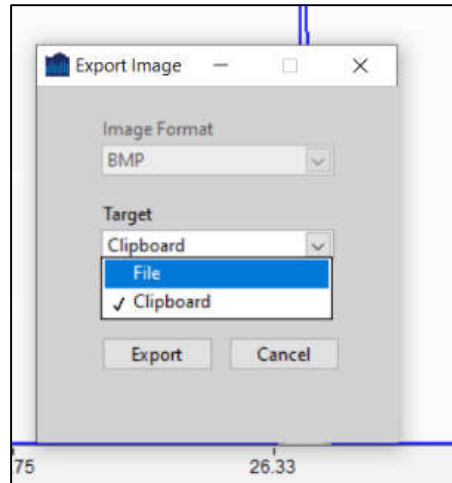 Export Image
Image Format
BMP
Target
Clipboard
File
✓ Clipboard
Export Cancel
75 26.33